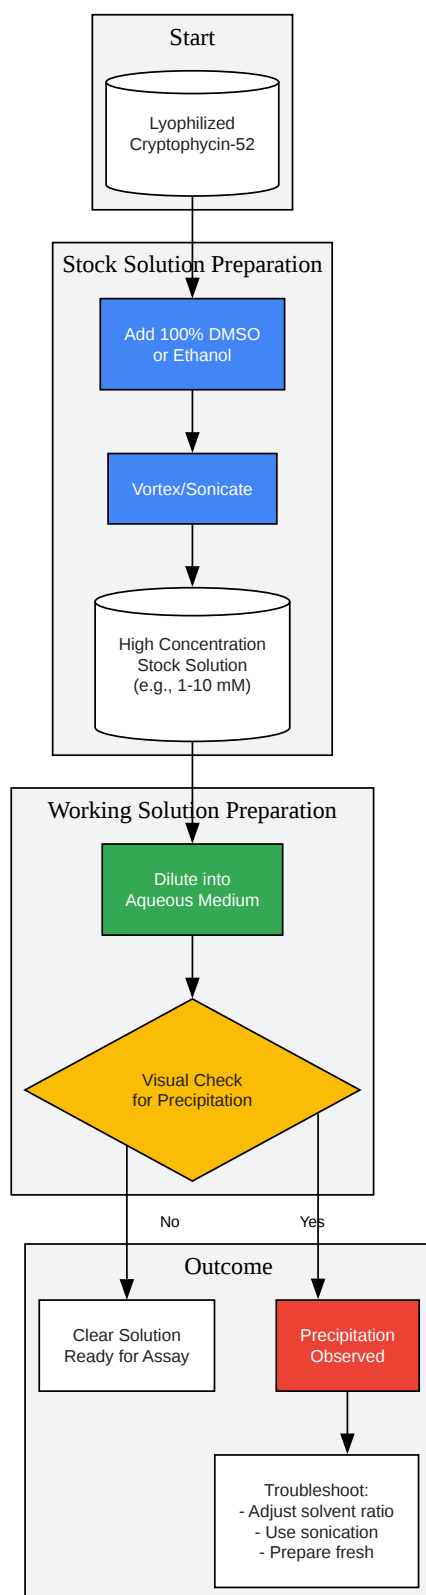 Start
Lyophilized
Cryptophycin-52
Stock Solution Preparation
Add 100% DMSO
or Ethanol
Vortex/Sonicate
High Concentration
Stock Solution
(e.g., 1-10 mM)
Working Solution Preparation
Dilute into
Aqueous Medium
Visual Check
for Precipitation
No
Yes
Outcome
Clear Solution
Ready for Assay
Precipitation
Observed
Troubleshoot:
- Adjust solvent ratio
- Use sonication
- Prepare fresh